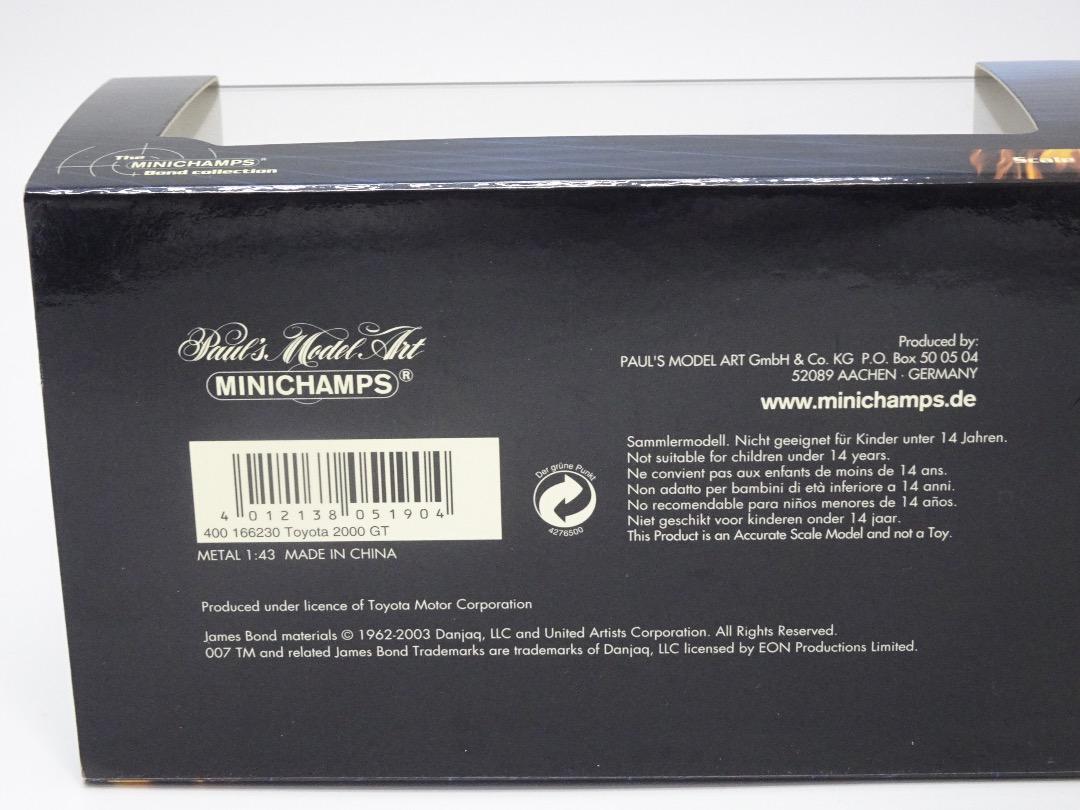 The
MINICHAMPS®
Bond collection
Scale
Paul's Model Art
MINICHAMPS®
Produced by:
PAUL'S MODEL ART GmbH & Co. KG P.O. Box 50 05 04
52089 AACHEN · GERMANY
www.minichamps.de
Sammlermodell. Nicht geeignet für Kinder unter 14 Jahren.
Not suitable for children under 14 years.
Ne convient pas aux enfants de moins de 14 ans.
Non adatto per bambini di età inferiore a 14 anni.
No recomendable para niños menores de 14 años.
Niet geschikt voor kinderen onder 14 jaar.
This Product is an Accurate Scale Model and not a Toy.
Der grüne Punkt
4276500
4 012138 051904
400 166230 Toyota 2000 GT
METAL 1:43 MADE IN CHINA
Produced under licence of Toyota Motor Corporation
James Bond materials © 1962-2003 Danjaq, LLC and United Artists Corporation. All Rights Reserved.
007 TM and related James Bond Trademarks are trademarks of Danjaq, LLC licensed by EON Productions Limited.